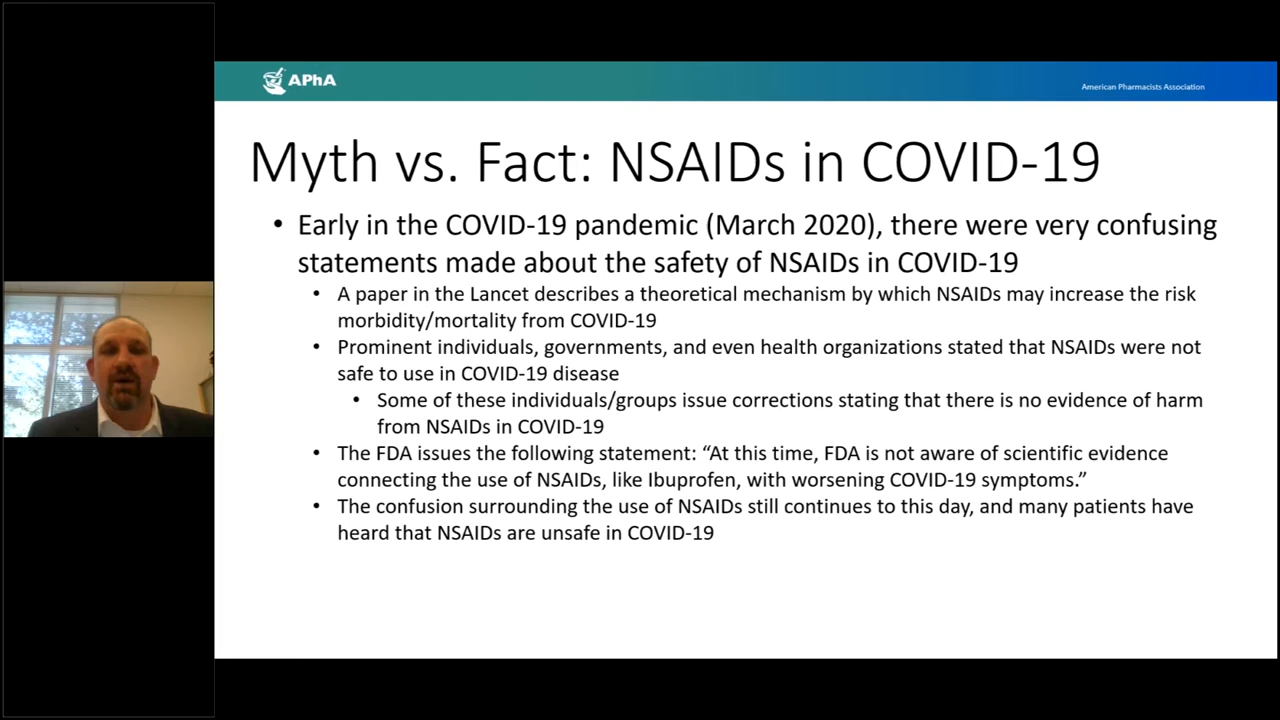 APhA
American Pharmacists Association
Myth vs. Fact: NSAIDs in COVID-19
• Early in the COVID-19 pandemic (March 2020), there were very confusing
statements made about the safety of NSAIDs in COVID-19
• A paper in the Lancet describes a theoretical mechanism by which NSAIDs may increase the risk
morbidity/mortality from COVID-19
• Prominent individuals, governments, and even health organizations stated that NSAIDs were not
safe to use in COVID-19 disease
• Some of these individuals/groups issue corrections stating that there is no evidence of harm
from NSAIDs in COVID-19
• The FDA issues the following statement: “At this time, FDA is not aware of scientific evidence
connecting the use of NSAIDs, like Ibuprofen, with worsening COVID-19 symptoms.”
• The confusion surrounding the use of NSAIDs still continues to this day, and many patients have
heard that NSAIDs are unsafe in COVID-19